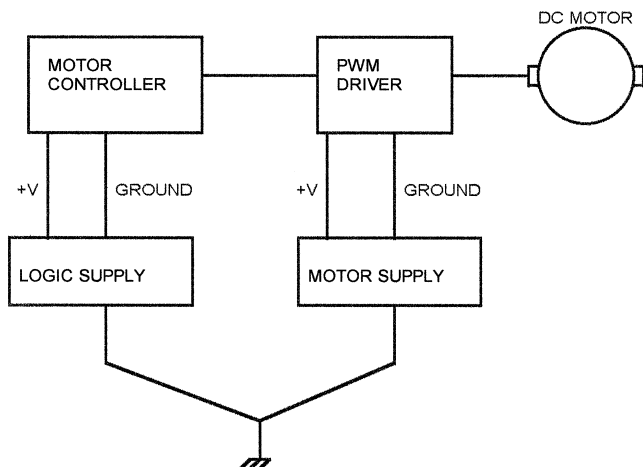 DC MOTOR
MOTOR
CONTROLLER
PWM
DRIVER
+V
GROUND
+V
GROUND
LOGIC SUPPLY
MOTOR SUPPLY